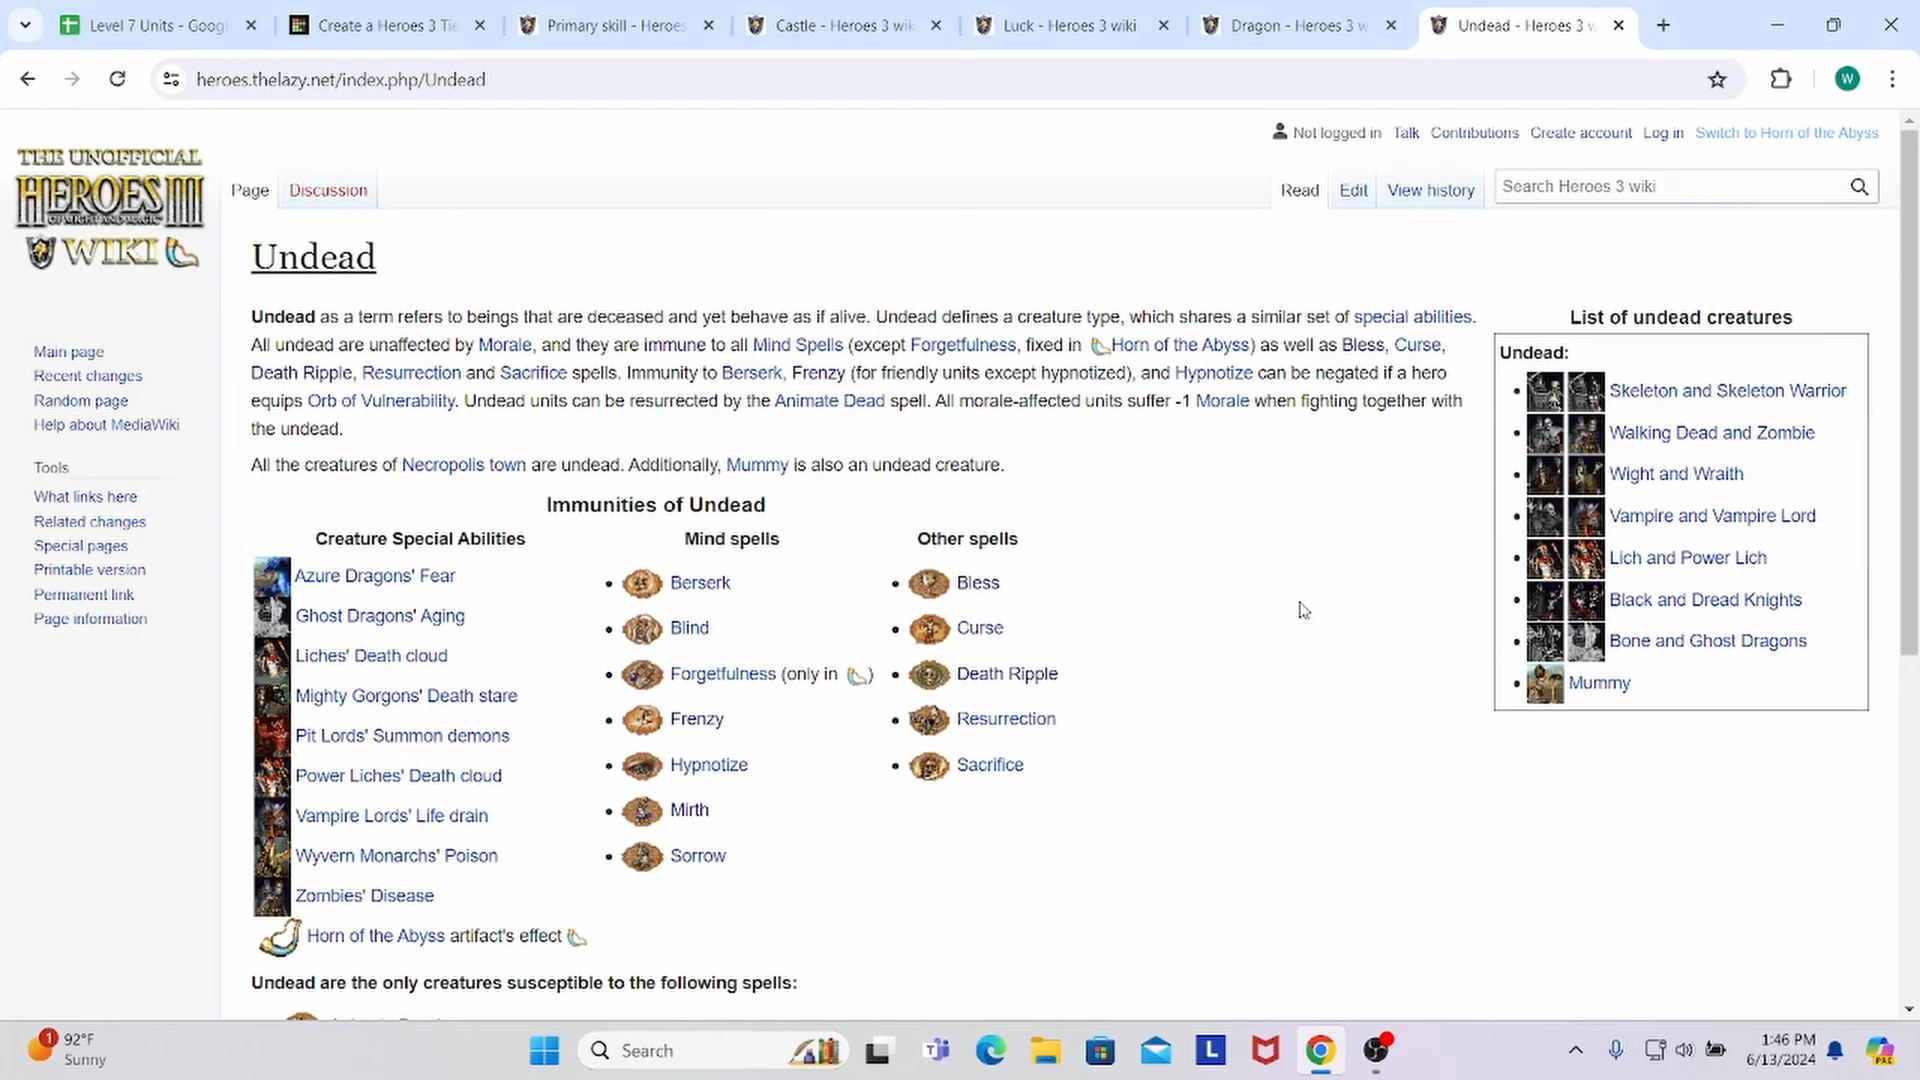 Level 7 Units - Goog
Create a Heroes 3 Tie
Primary skill - Heroes
Castle - Heroes 3 wik
Luck - Heroes 3 wiki
Dragon - Heroes 3 w
Undead - Heroes 3 w
heroes.thelazy.net/index.php/Undead
W
Not logged in Talk Contributions Create account Log in Switch to Horn of the Abyss
THE UNOFFICIAL
HEROES III
OF MIGHT AND MAGIC
WIKI
Page Discussion Read Edit View history Search Heroes 3 wiki
Main page
Recent changes
Random page
Help about MediaWiki
Tools
What links here
Related changes
Special pages
Printable version
Permanent link
Page information
Undead
Undead as a term refers to beings that are deceased and yet behave as if alive. Undead defines a creature type, which shares a similar set of special abilities.
All undead are unaffected by Morale, and they are immune to all Mind Spells (except Forgetfulness, fixed in Horn of the Abyss) as well as Bless, Curse,
Death Ripple, Resurrection and Sacrifice spells. Immunity to Berserk, Frenzy (for friendly units except hypnotized), and Hypnotize can be negated if a hero
equips Orb of Vulnerability. Undead units can be resurrected by the Animate Dead spell. All morale-affected units suffer -1 Morale when fighting together with
the undead.
All the creatures of Necropolis town are undead. Additionally, Mummy is also an undead creature.
Immunities of Undead
Creature Special Abilities
Azure Dragons' Fear
Ghost Dragons' Aging
Liches' Death cloud
Mighty Gorgons' Death stare
Pit Lords' Summon demons
Power Liches' Death cloud
Vampire Lords' Life drain
Wyvern Monarchs' Poison
Zombies' Disease
Horn of the Abyss artifact's effect
Mind spells
Berserk
Blind
Forgetfulness (only in )
Frenzy
Hypnotize
Mirth
Sorrow
Other spells
Bless
Curse
Death Ripple
Resurrection
Sacrifice
Undead are the only creatures susceptible to the following spells:
List of undead creatures
Undead:
Skeleton and Skeleton Warrior
Walking Dead and Zombie
Wight and Wraith
Vampire and Vampire Lord
Lich and Power Lich
Black and Dread Knights
Bone and Ghost Dragons
Mummy
1
92°F
Sunny
Search
L
1:46 PM
6/13/2024
PRE